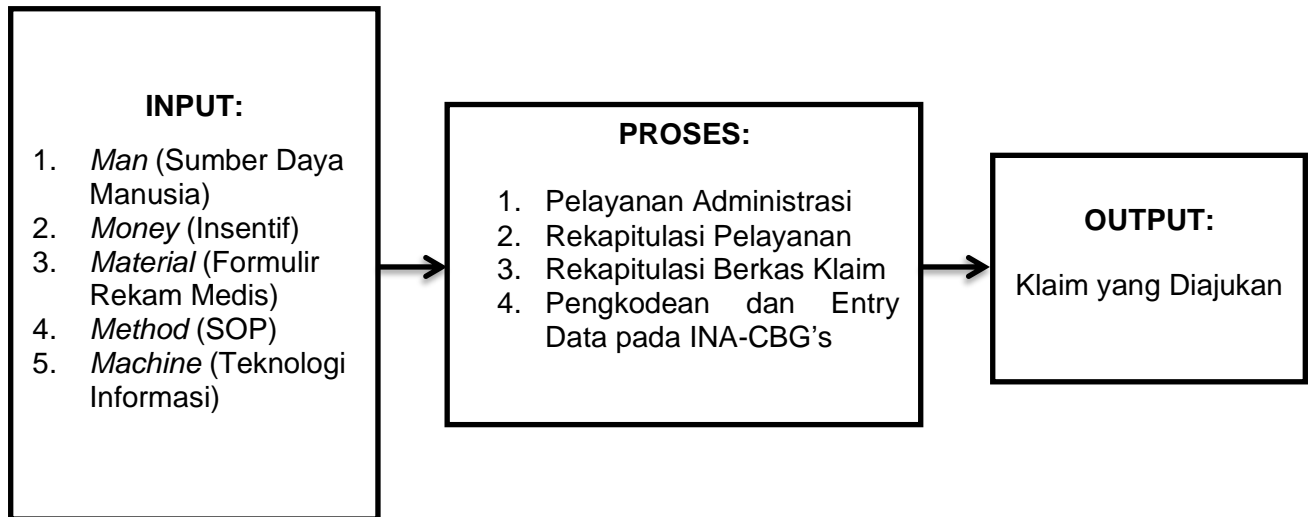 INPUT:
1. Man (Sumber Daya
Manusia)
2. Money (Insentif)
3. Material (Formulir
Rekam Medis)
4. Method (SOP)
5. Machine (Teknologi
Informasi)
PROSES:
1. Pelayanan Administrasi
2. Rekapitulasi Pelayanan
3. Rekapitulasi Berkas Klaim
4. Pengkodean dan Entry
Data pada INA-CBG’s
OUTPUT:
Klaim yang Diajukan